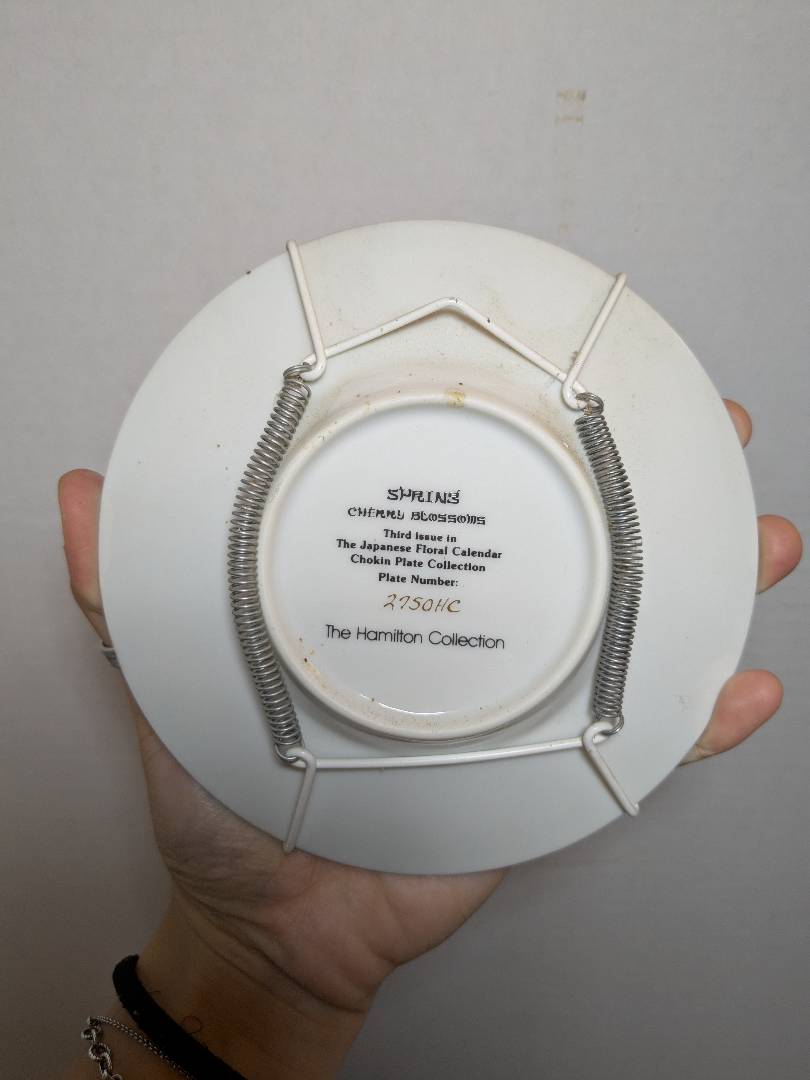 SPRING
CHERRY BLOSSOMS
Third issue in
The Japanese Floral Calendar
Chokin Plate Collection
Plate Number:
2750HC
The Hamilton Collection